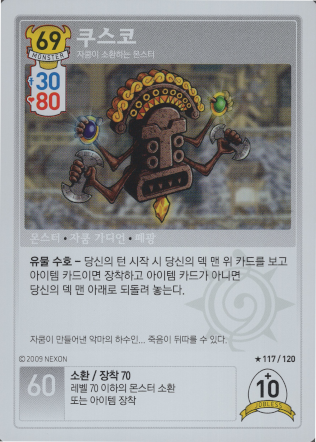 69
쿠스코
MONSTER
자쿰이 소환하는 몬스터
30
80
몬스터 • 자쿰 가디언 • 폐광
유물 수호 – 당신의 턴 시작 시 당신의 덱 맨 위 카드를 보고
아이템 카드이면 장착하고 아이템 카드가 아니면
당신의 덱 맨 아래로 되돌려 놓는다.
자쿰이 만들어낸 악마의 하수인... 죽음이 뒤따를 수 있다.
© 2009 NEXON
★117 / 120
60
소환 / 장착 70
레벨 70 이하의 몬스터 소환
또는 아이템 장착
+
10
JOBLESS